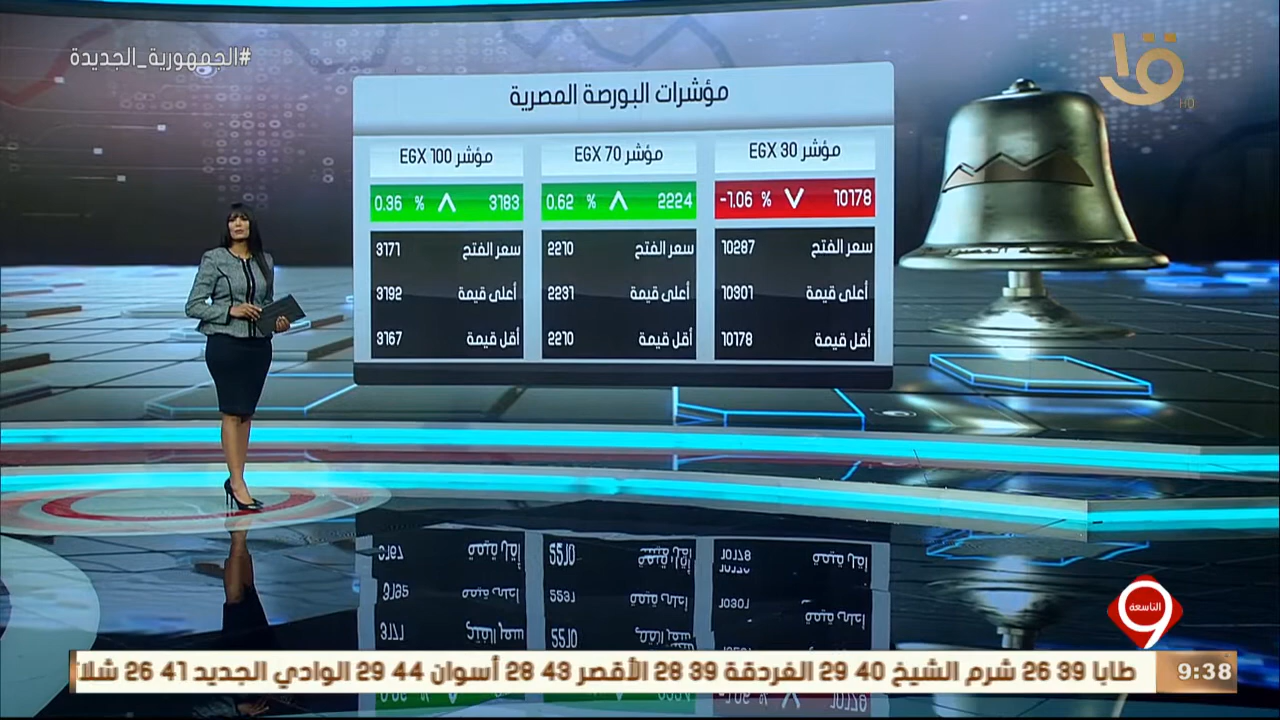 #الجمهورية_الجديدة
HD
مؤشرات البورصة المصرية
مؤشر EGX 30
10178 % -1.06
سعر الفتح 10287
أعلى قيمة 10301
أقل قيمة 10178
مؤشر EGX 70
2224 % 0.62
سعر الفتح 2210
أعلى قيمة 2231
أقل قيمة 2210
مؤشر EGX 100
3183 % 0.36
سعر الفتح 3171
أعلى قيمة 3192
أقل قيمة 3167
التاسعة
9
9:38
طابا 39 26 شرم الشيخ 40 29 الغردقة 39 28 الأقصر 43 28 أسوان 44 29 الوادي الجديد 41 26